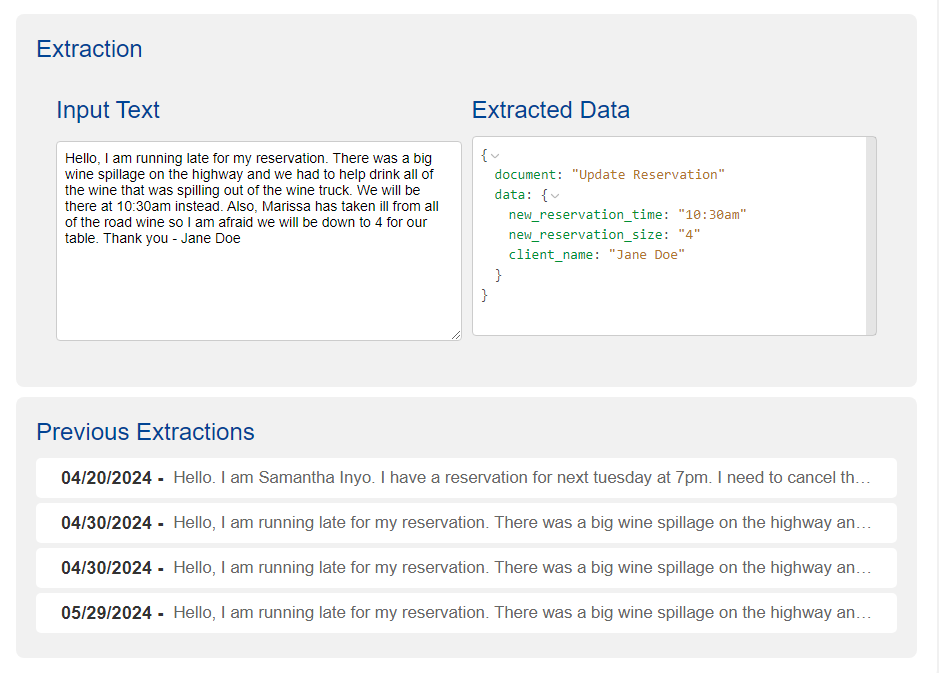 Extraction
Input Text
Extracted Data
Hello, I am running late for my reservation. There was a big
wine spillage on the highway and we had to help drink all of
the wine that was spilling out of the wine truck. We will be
there at 10:30am instead. Also, Marissa has taken ill from all
of the road wine so I am afraid we will be down to 4 for our
table. Thank you - Jane Doe
{
document: "Update Reservation"
data: {
new_reservation_time: "10:30am"
new_reservation_size: "4"
client_name: "Jane Doe"
}
}
Previous Extractions
04/20/2024 - Hello. I am Samantha Inyo. I have a reservation for next tuesday at 7pm. I need to cancel th...
04/30/2024 - Hello, I am running late for my reservation. There was a big wine spillage on the highway an...
04/30/2024 - Hello, I am running late for my reservation. There was a big wine spillage on the highway an...
05/29/2024 - Hello, I am running late for my reservation. There was a big wine spillage on the highway an...